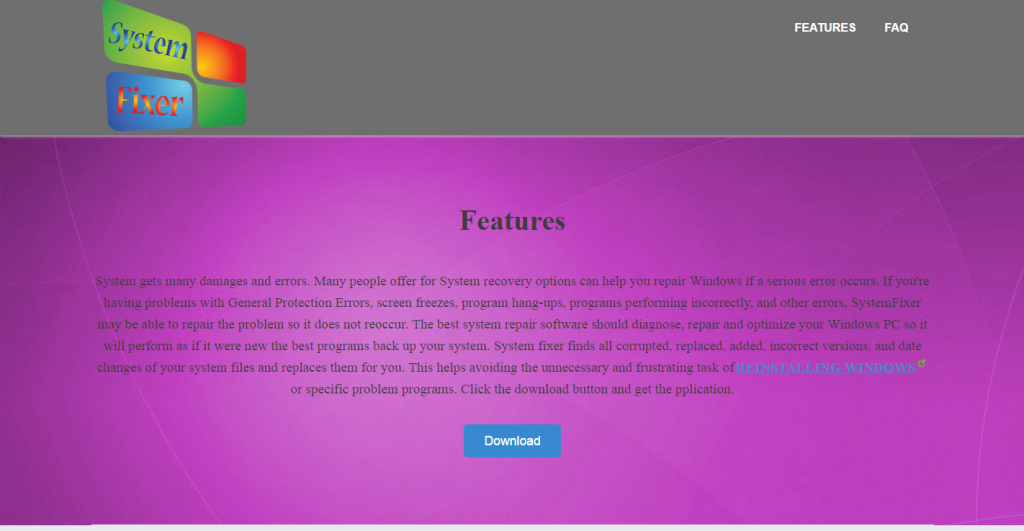 System
Fixer
FEATURES
FAQ
Features
System gets many damages and errors. Many people offer for System recovery options can help you repair Windows if a serious error occurs. If you're
having problems with General Protection Errors, screen freezes, program hang-ups, programs performing incorrectly, and other errors, SystemFixer
may be able to repair the problem so it does not reoccur. The best system repair software should diagnose, repair and optimize your Windows PC so it
will perform as if it were new the best programs back up your system. System fixer finds all corrupted, replaced, added, incorrect versions, and date
changes of your system files and replaces them for you. This helps avoiding the unnecessary and frustrating task of REINSTALLING WINDOWS
or specific problem programs. Click the download button and get the pplication.
Download